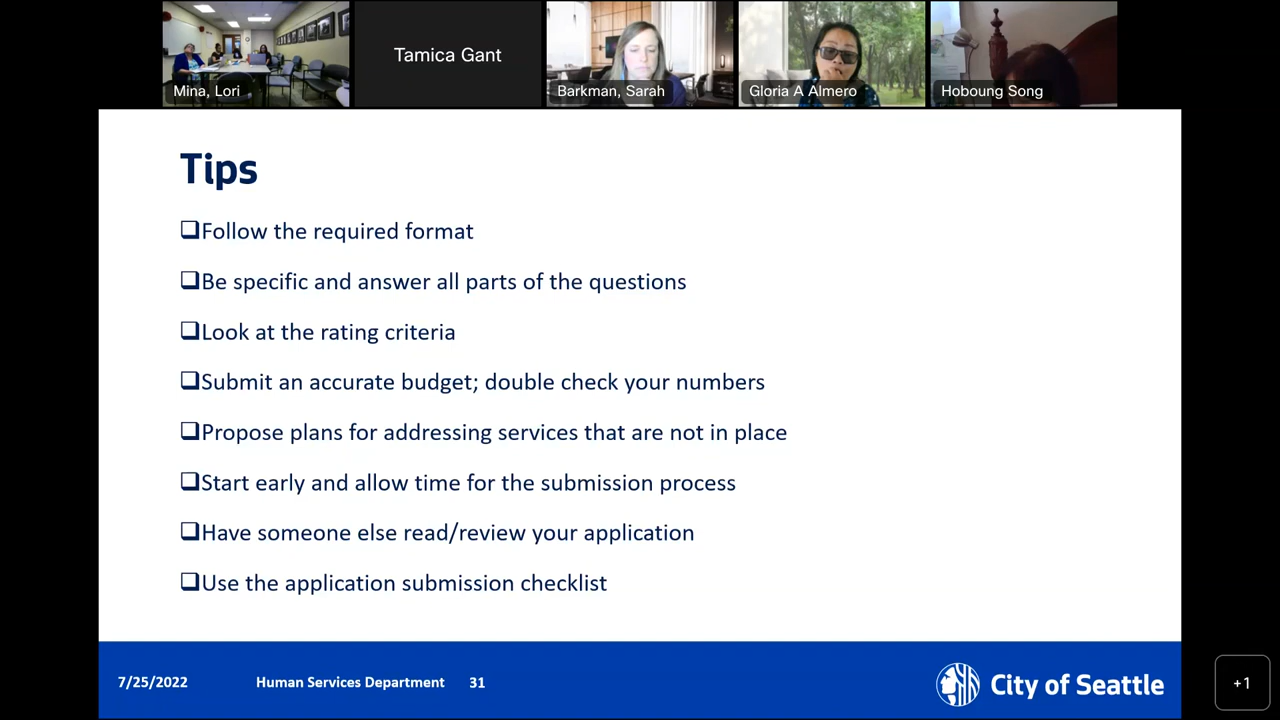 Mina, Lori
Tamica Gant
Barkman, Sarah
Gloria A Almero
Hoboung Song
Tips
❑Follow the required format
❑Be specific and answer all parts of the questions
❑Look at the rating criteria
❑Submit an accurate budget; double check your numbers
❑Propose plans for addressing services that are not in place
❑Start early and allow time for the submission process
❑Have someone else read/review your application
❑Use the application submission checklist
7/25/2022 Human Services Department 31
City of Seattle
+1